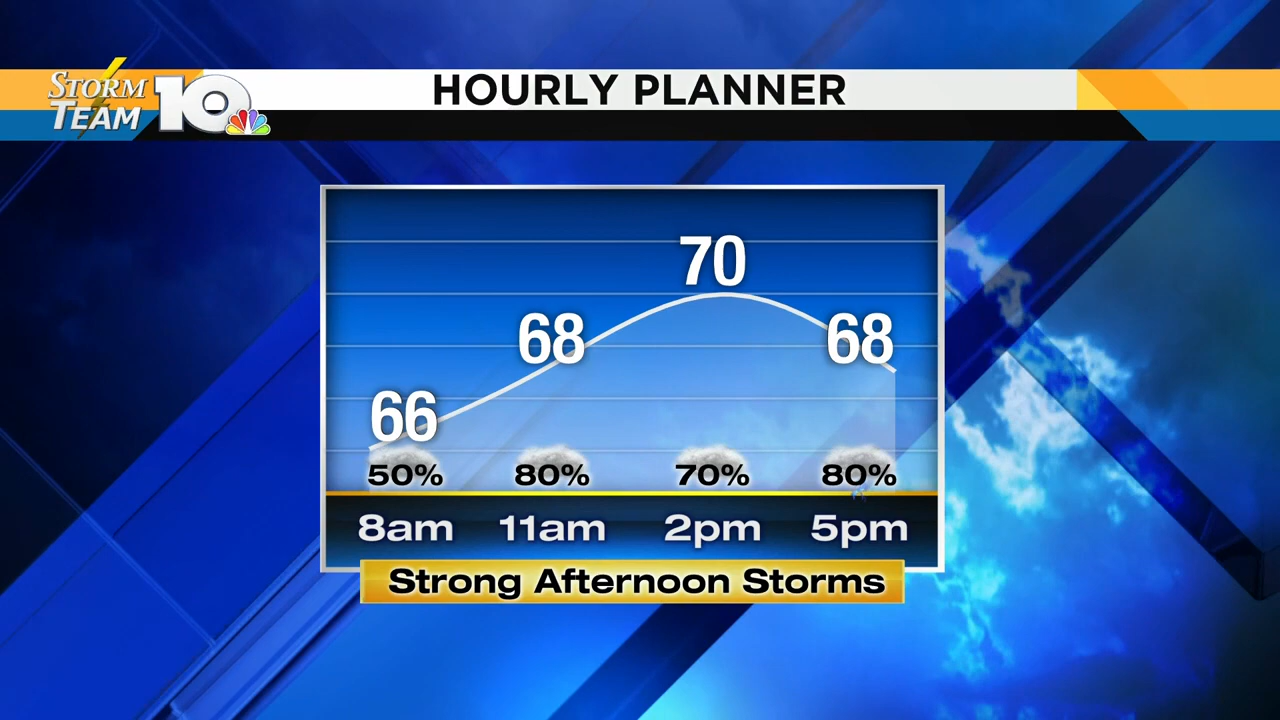 STORM
TEAM 10
HOURLY PLANNER
70
68
68
66
50% 80% 70% 80%
8am 11am 2pm 5pm
Strong Afternoon Storms